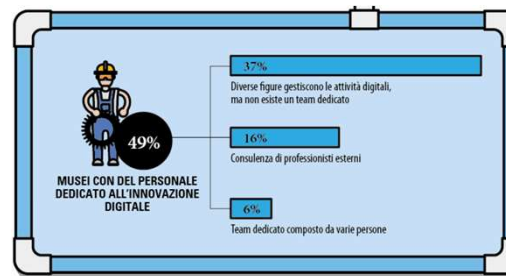 37%
Diverse figure gestiscono le attività digitali,
ma non esiste un team dedicato
49%
16%
Consulenza di professionisti esterni
MUSEI CON DEL PERSONALE
DEDICATO ALL'INNOVAZIONE
DIGITALE
6%
Team dedicato composto da varie persone